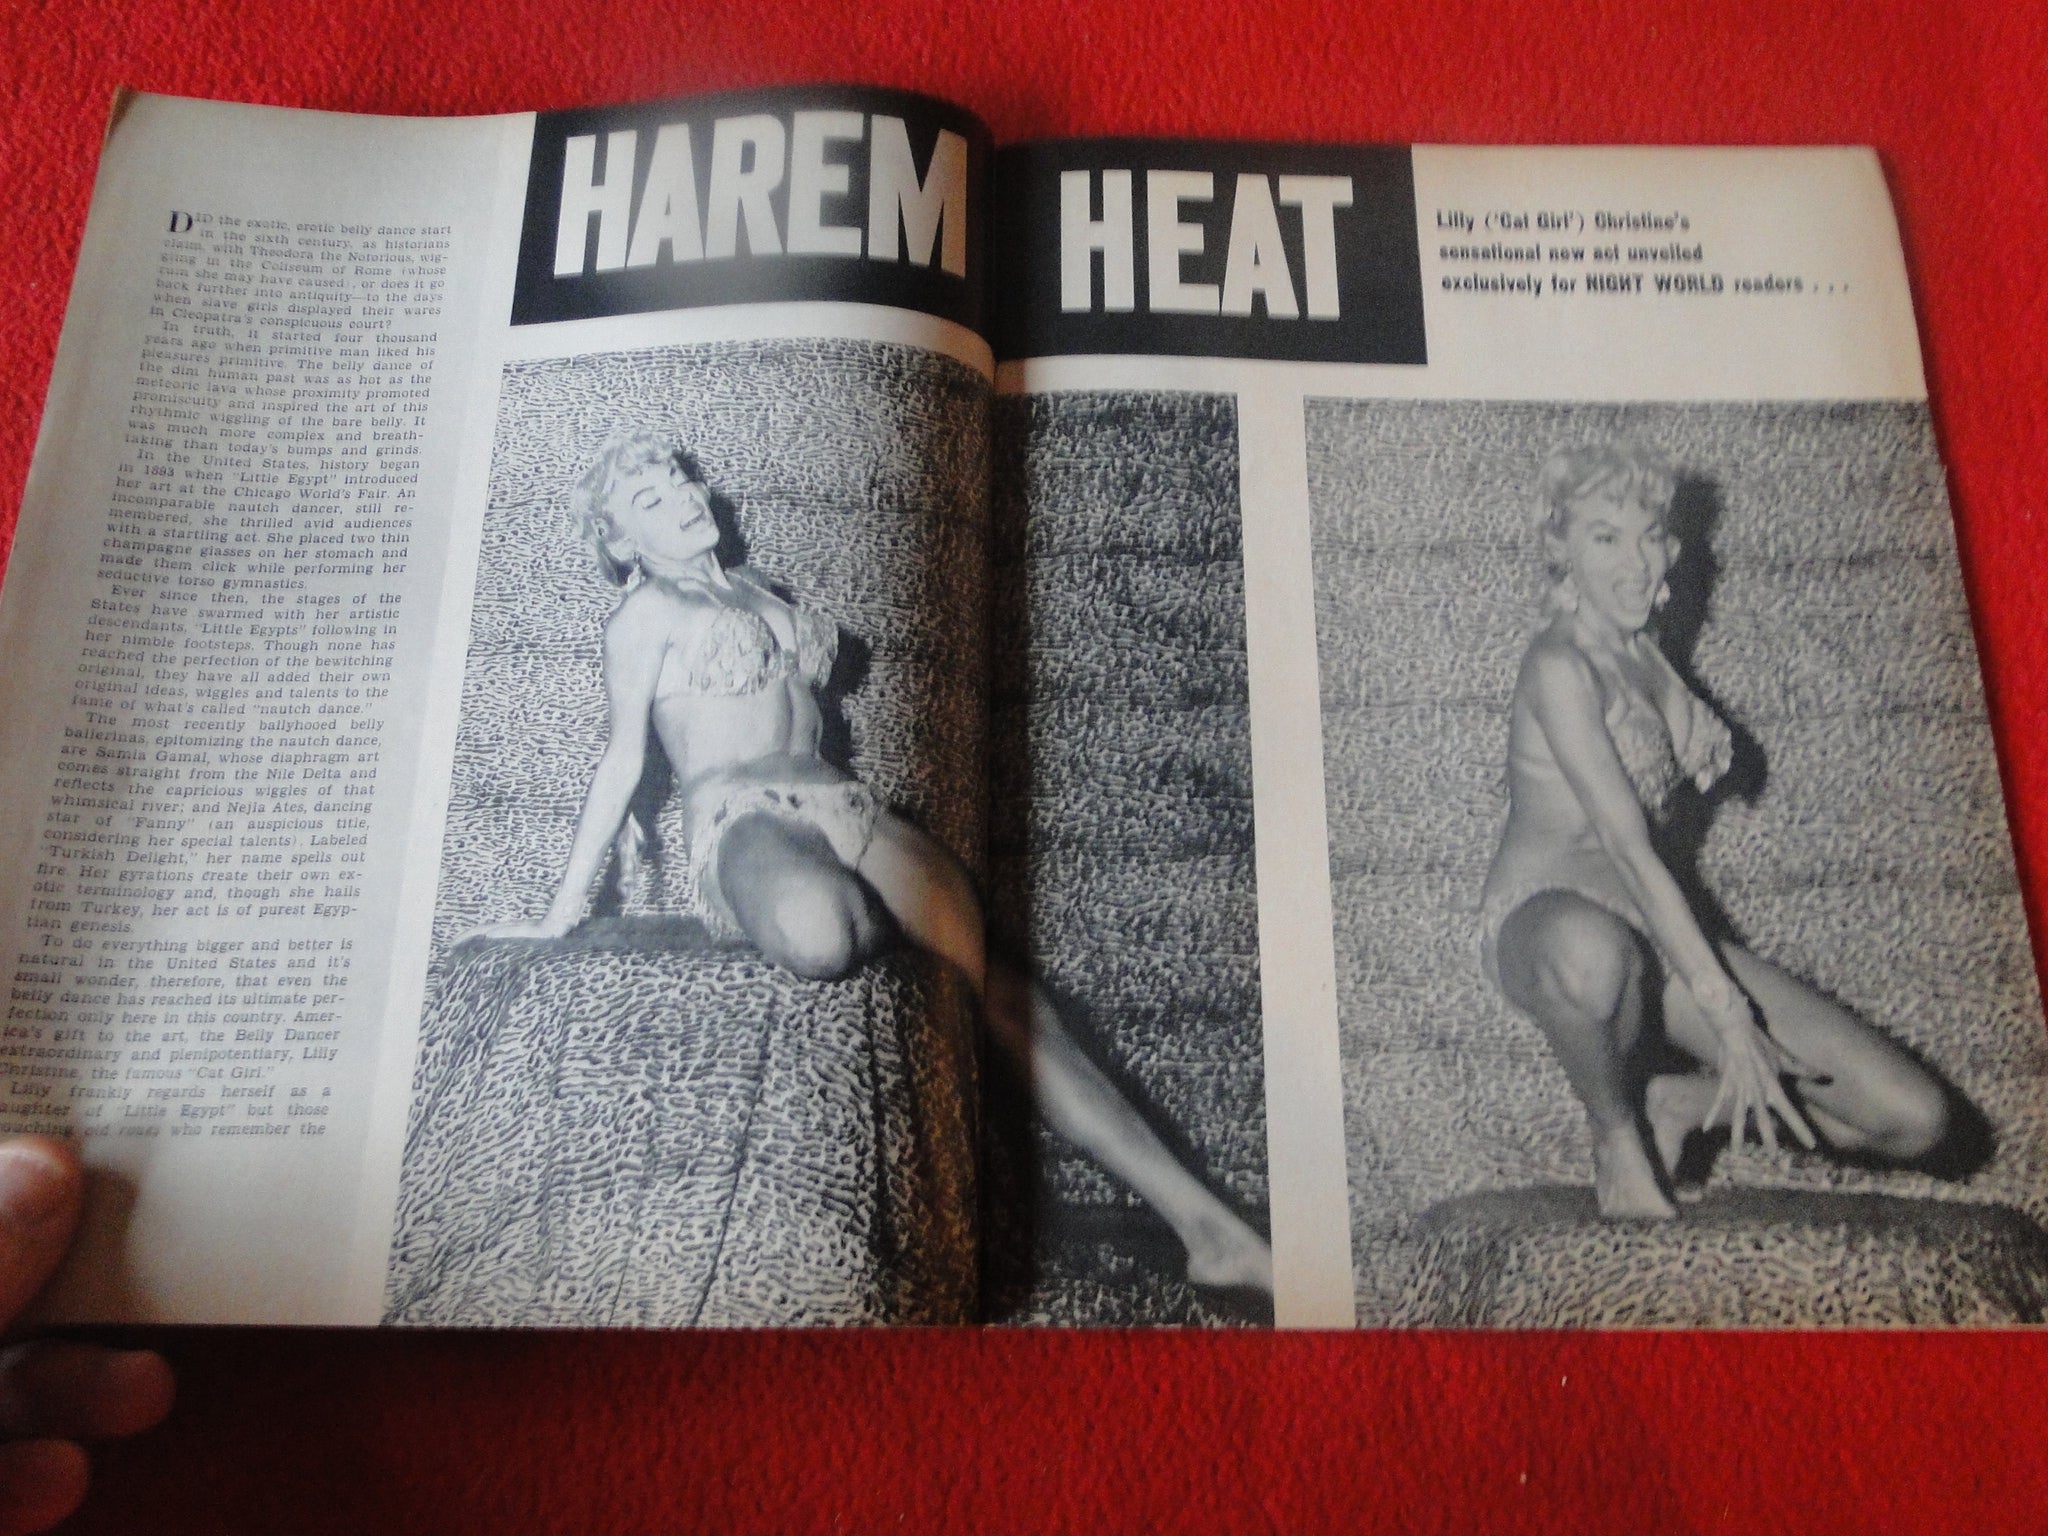 HAREM HEAT
Lilly ('Cat Girl') Christine's
sensational new act unveiled
exclusively for NIGHT WORLD readers . . .
DID the exotic, erotic belly dance start
in the sixth century, as historians
claim, with Theodora the Notorious, wig-
gling in the Coliseum of Rome (whose
ruin she may have caused), or does it go
back further into antiquity—to the days
when slave girls displayed their wares
in Cleopatra's conspicuous court?
In truth, it started four thousand
years ago when primitive man liked his
pleasures primitive. The belly dance of
the dim human past was as hot as the
meteoric lava whose proximity promoted
promiscuity and inspired the art of this
rhythmic wiggling of the bare belly. It
was much more complex and breath-
taking than today's bumps and grinds.
In the United States, history began
in 1893 when "Little Egypt" introduced
her art at the Chicago World's Fair. An
incomparable nautch dancer, still re-
membered, she thrilled avid audiences
with a startling act. She placed two thin
champagne glasses on her stomach and
made them click while performing her
seductive torso gymnastics.
Ever since then, the stages of the
States have swarmed with her artistic
descendants, "Little Egypts" following in
her nimble footsteps. Though none has
reached the perfection of the bewitching
original, they have all added their own
original ideas, wiggles and talents to the
fame of what's called "nautch dance."
The most recently ballyhooed belly
ballerinas, epitomizing the nautch dance,
are Samia Gamal, whose diaphragm art
comes straight from the Nile Delta and
reflects the capricious wiggles of that
whimsical river; and Nejla Ates, dancing
star of "Fanny" (an auspicious title,
considering her special talents). Labeled
"Turkish Delight," her name spells out
fire. Her gyrations create their own ex-
otic terminology and, though she hails
from Turkey, her act is of purest Egyp-
tian genesis.
To do everything bigger and better is
natural in the United States and it's
small wonder, therefore, that even the
belly dance has reached its ultimate per-
fection only here in this country. Amer-
ica's gift to the art, the Belly Dancer
extraordinary and plenipotentiary, Lilly
Christine, the famous "Cat Girl."
Lilly frankly regards herself as a
aughter of "Little Egypt" but those
ouching old roues who remember the